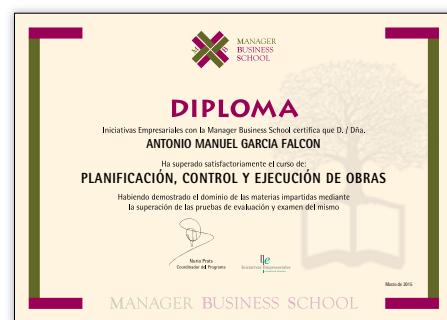 MANAGER
BUSINESS
SCHOOL
M B
DIPLOMA
Iniciativas Empresariales con la Manager Business School certifica que D. / Dña.
ANTONIO MANUEL GARCIA FALCON
Ha superado satisfactoriamente el curso de:
PLANIFICACIÓN, CONTROL Y EJECUCIÓN DE OBRAS
Habiendo demostrado el dominio de las materias impartidas mediante
la superación de las pruebas de evaluación y examen del mismo
Nuria Prats
Coordinador del Programa
Iniciativas Empresariales
Marzo de 2015
MANAGER BUSINESS SCHOOL